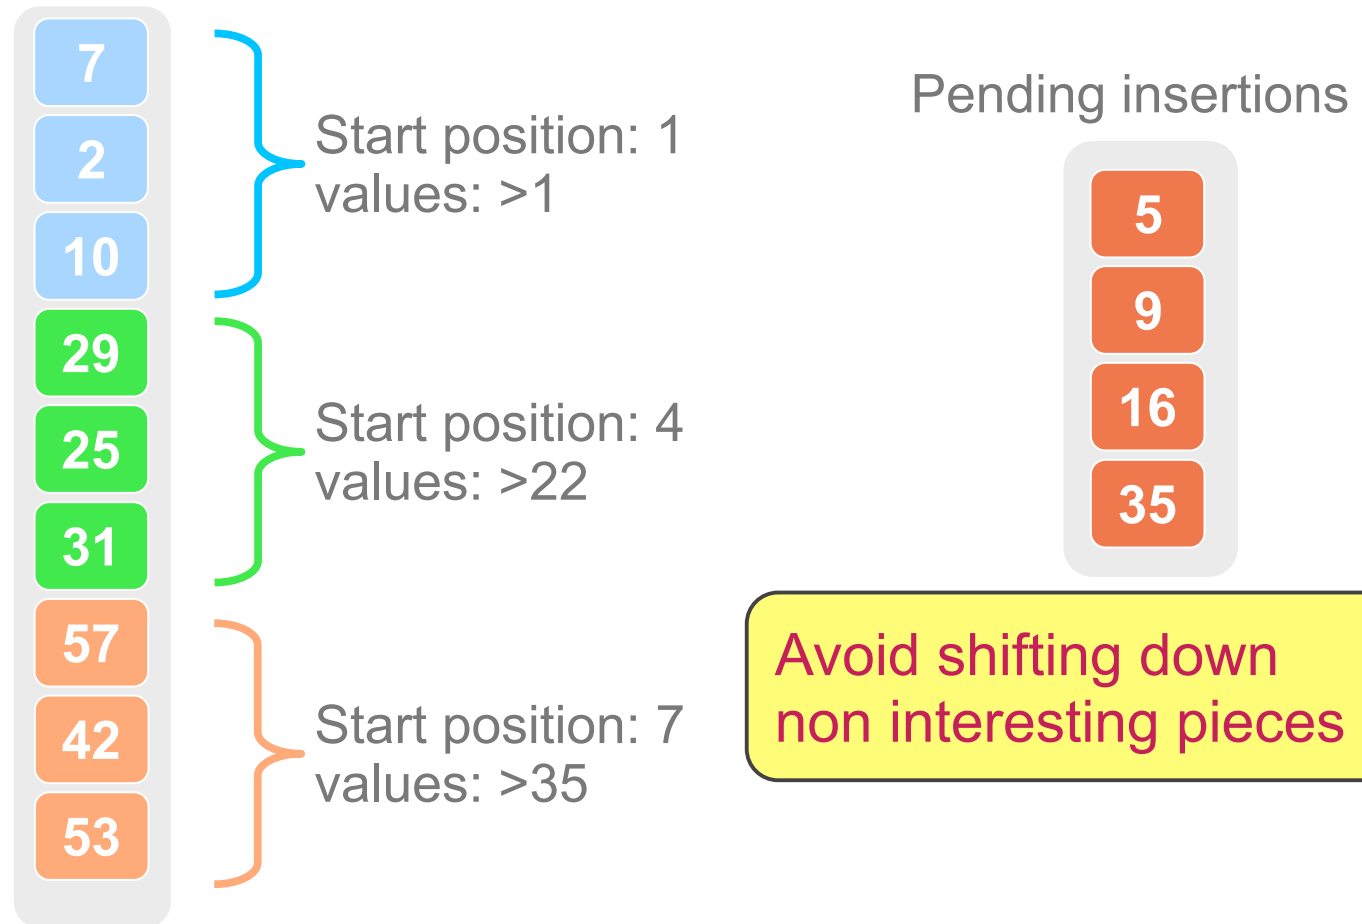 7
2
10
29
25
31
57
42
53
Start position: 1
values: >1
Start position: 4
values: >22
Start position: 7
values: >35
Pending insertions
5
9
16
35
Avoid shifting down
non interesting pieces